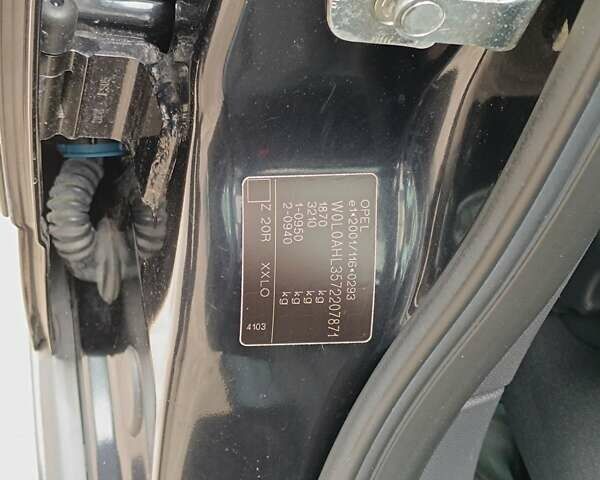 OPEL
e1*2001/116*0293
W0L0AHL3572207871
1870 kg
3210 kg
1-0950 kg
2-0940 kg
Z 20R XXLO
4103